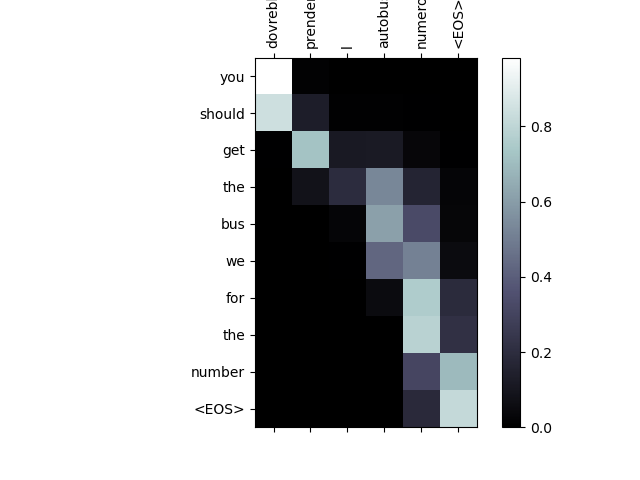 dovreb
prender
l
autobu
numero
<EOS>
you
should
get
the
bus
we
for
the
number
<EOS>
0.8
0.6
0.4
0.2
0.0